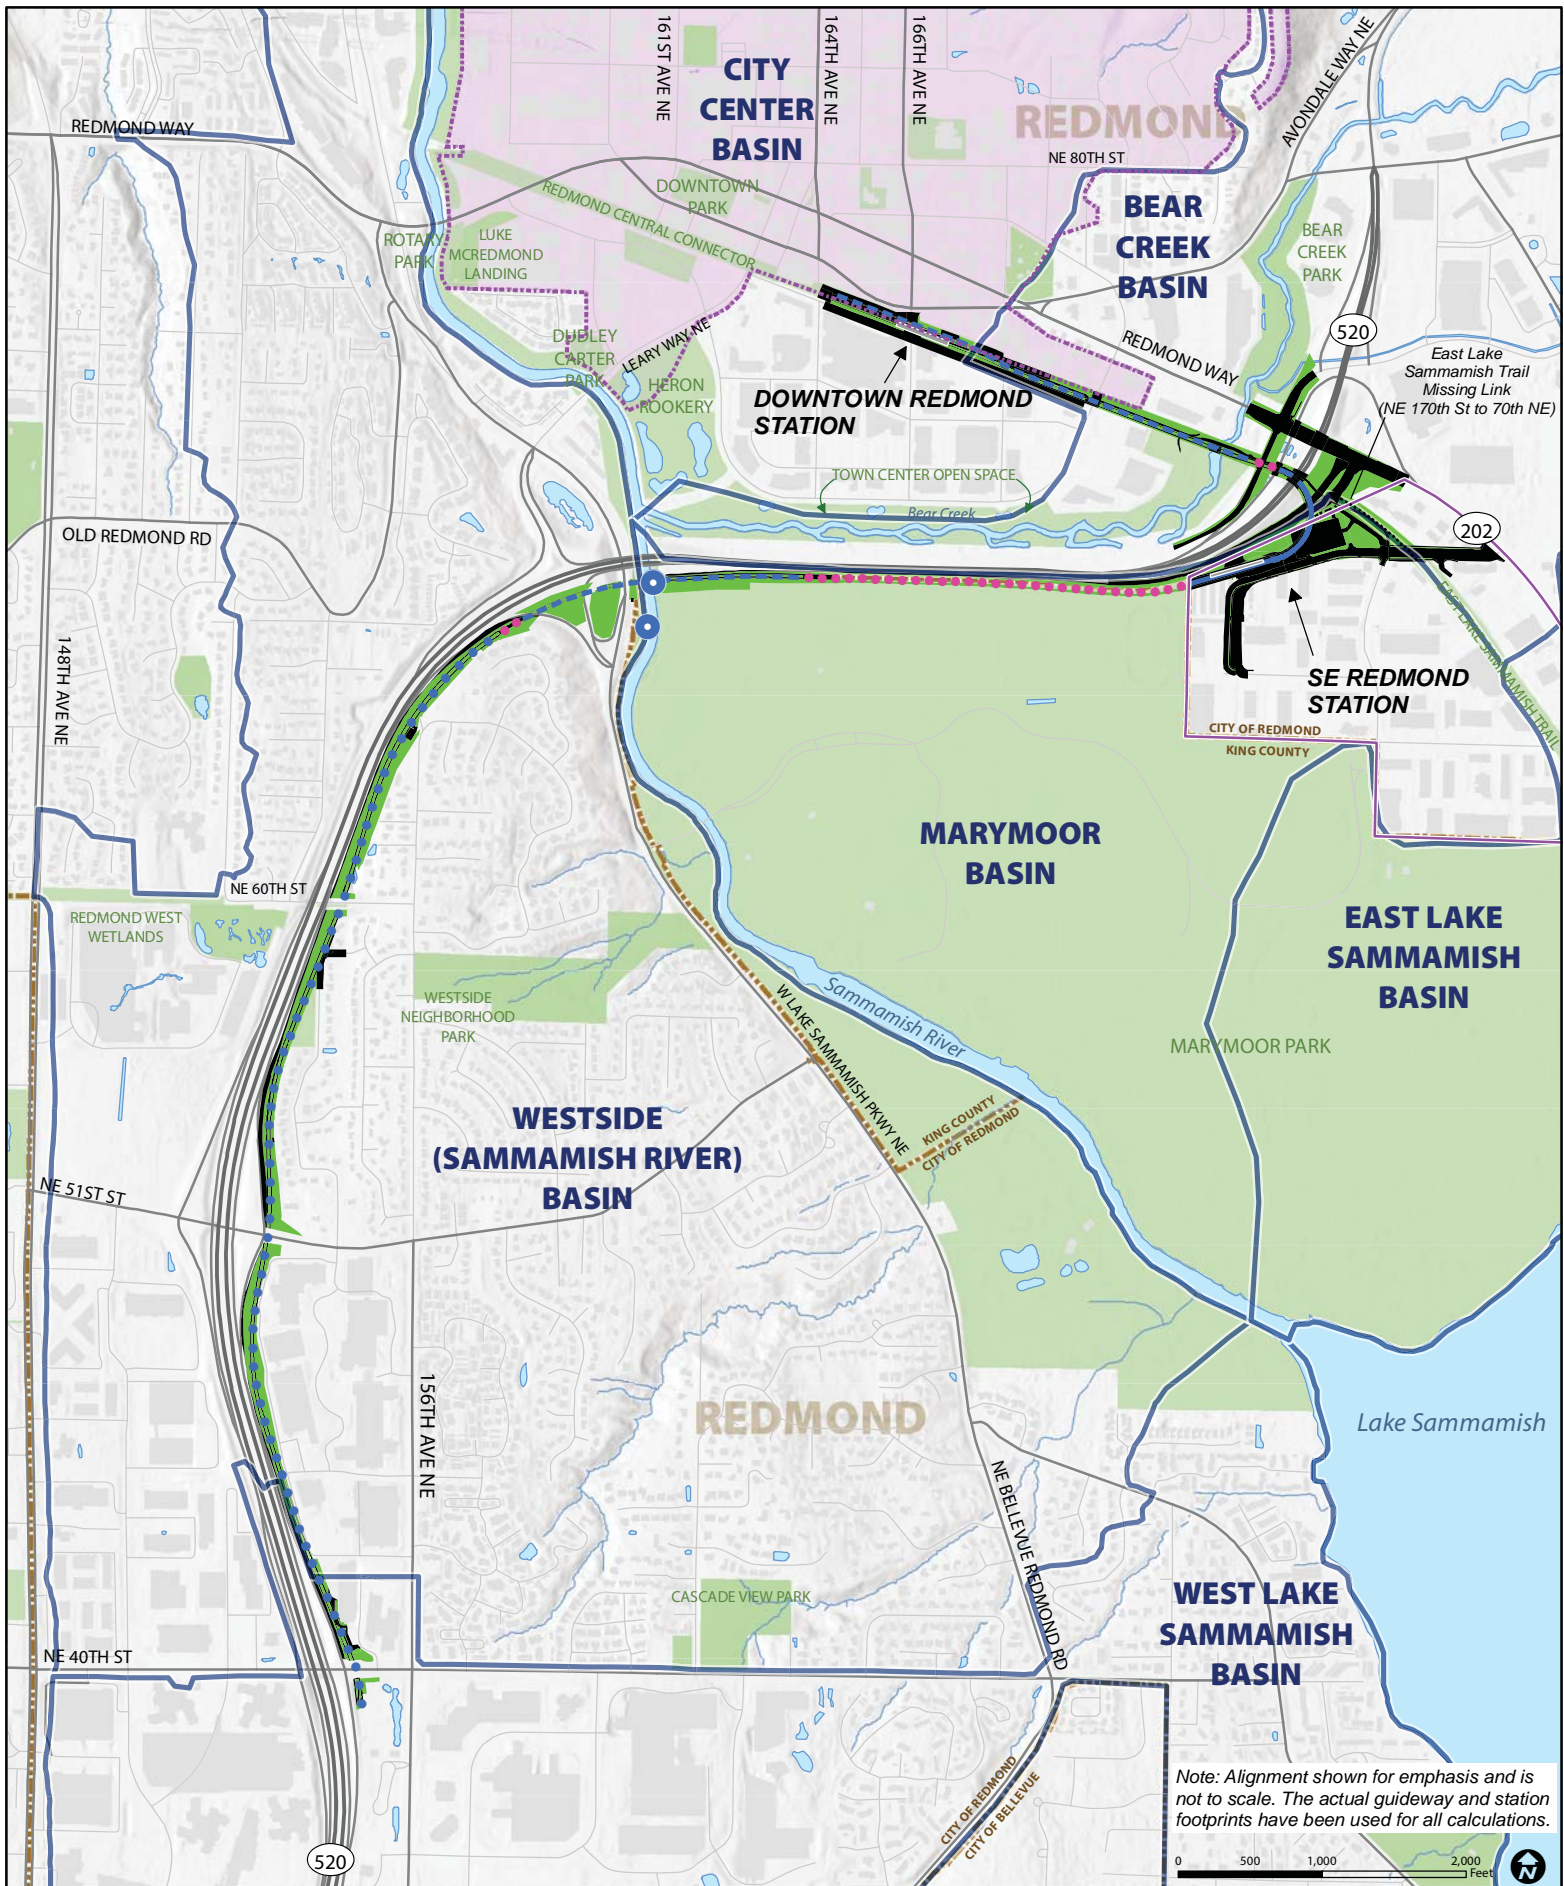 161ST AVE NE
164TH AVE NE
166TH AVE NE
AVONDALE WAY NE
CITY
CENTER
BASIN
REDMOND
REDMOND WAY
NE 80TH ST
DOWNTOWN
PARK
REDMOND CENTRAL CONNECTOR
BEAR
CREEK
BASIN
BEAR
CREEK
PARK
ROTARY
PARK
LUKE
MCREDMOND
LANDING
DUDLEY
CARTER
PARK
LEARY WAY NE
HERON
ROOKERY
REDMOND WAY
520
East Lake
Sammamish Trail
Missing Link
(NE 170th St to 70th NE)
DOWNTOWN REDMOND
STATION
TOWN CENTER OPEN SPACE
Bear Creek
OLD REDMOND RD
202
EAST LAKE SAMMAMISH TRAIL
148TH AVE NE
SE REDMOND
STATION
CITY OF REDMOND
KING COUNTY
MARYMOOR
BASIN
NE 60TH ST
REDMOND WEST
WETLANDS
EAST LAKE
SAMMAMISH
BASIN
WESTSIDE
NEIGHBORHOOD
PARK
W LAKE SAMMAMISH PKWY NE
Sammamish River
MARYMOOR PARK
KING COUNTY
CITY OF REDMOND
WESTSIDE
(SAMMAMISH RIVER)
BASIN
NE 51ST ST
156TH AVE NE
REDMOND
Lake Sammamish
NE BELLEVUE REDMOND RD
CASCADE VIEW PARK
WEST LAKE
SAMMAMISH
BASIN
NE 40TH ST
CITY OF REDMOND
CITY OF BELLEVUE
Note: Alignment shown for emphasis and is
not to scale. The actual guideway and station
footprints have been used for all calculations.
520
0 500 1,000 2,000
Feet
N